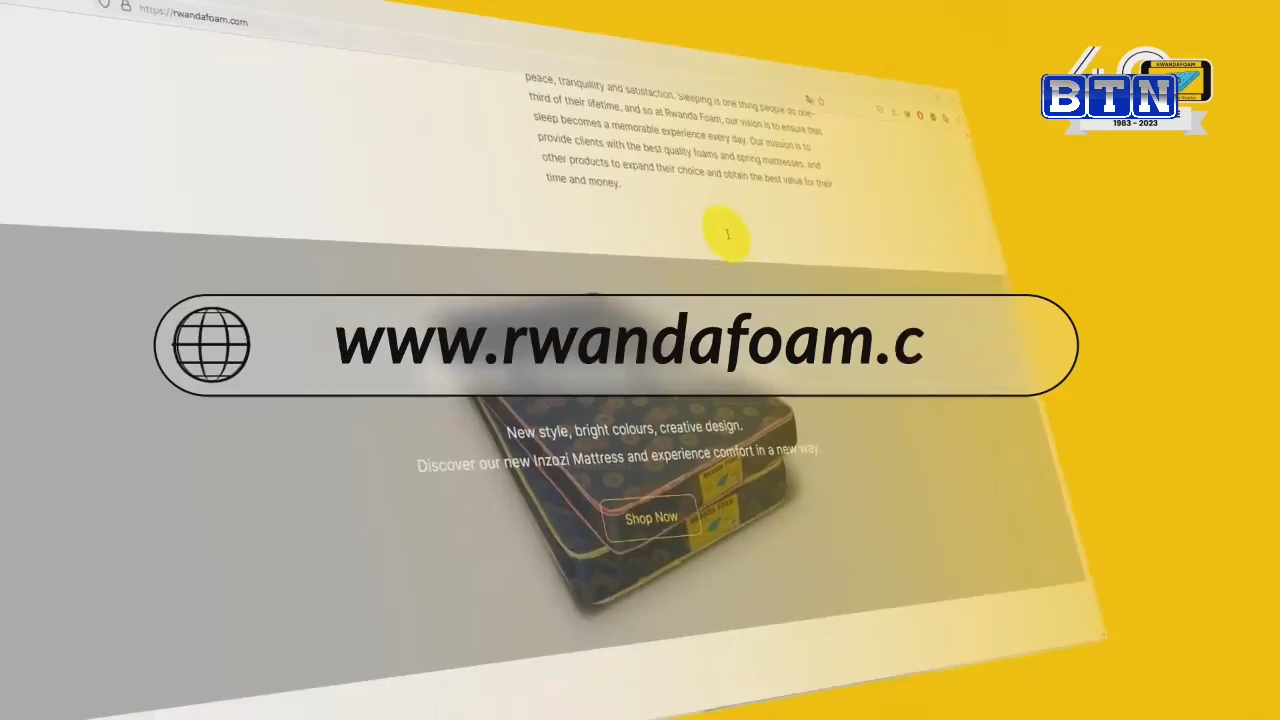 https://rwandafoam.com
peace, tranquillity and satisfaction. Sleeping is one thing people do one-
third of their lifetime, and so at Rwanda Foam, our vision is to ensure that
sleep becomes a memorable experience every day. Our mission is to
provide clients with the best quality foams and spring mattresses, and
other products to expand their choice and obtain the best value for their
time and money.
RWANDAFOAM
BTN
1983 - 2023
www.rwandafoam.c
New style, bright colours, creative design.
Discover our new Inzozi Mattress and experience comfort in a new way.
Shop Now
RWANDA FOAM